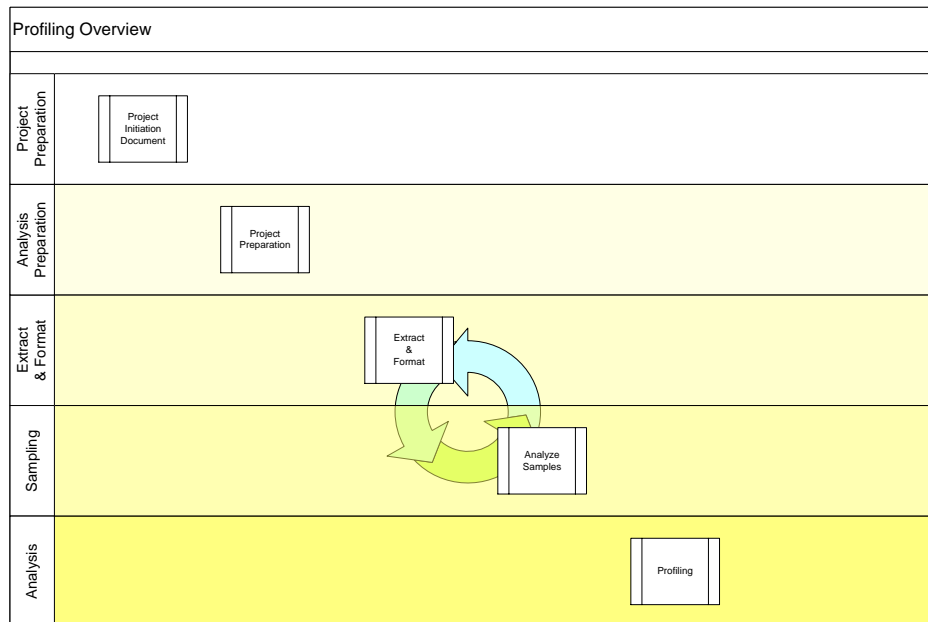 Profiling Overview
Project
Preparation
Project
Initiation
Document
Analysis
Preparation
Project
Preparation
Extract
& Format
Extract
&
Format
Sampling
Analyze
Samples
Analysis
Profiling